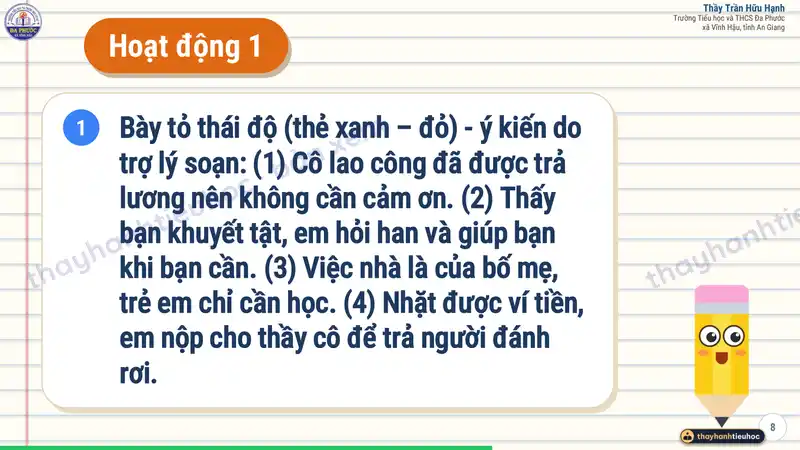 Thầy Trần Hữu Hạnh
Trường Tiểu học và THCS Đa Phước
xã Vĩnh Hậu, tỉnh An Giang
ĐA PHƯỚC
Hoạt động 1
1
Bày tỏ thái độ (thẻ xanh – đỏ) - ý kiến do
trợ lý soạn: (1) Cô lao công đã được trả
lương nên không cần cảm ơn. (2) Thấy
bạn khuyết tật, em hỏi han và giúp bạn
khi bạn cần. (3) Việc nhà là của bố mẹ,
trẻ em chỉ cần học. (4) Nhặt được ví tiền,
em nộp cho thầy cô để trả người đánh
rơi.
thayhanhtieuhoc
8